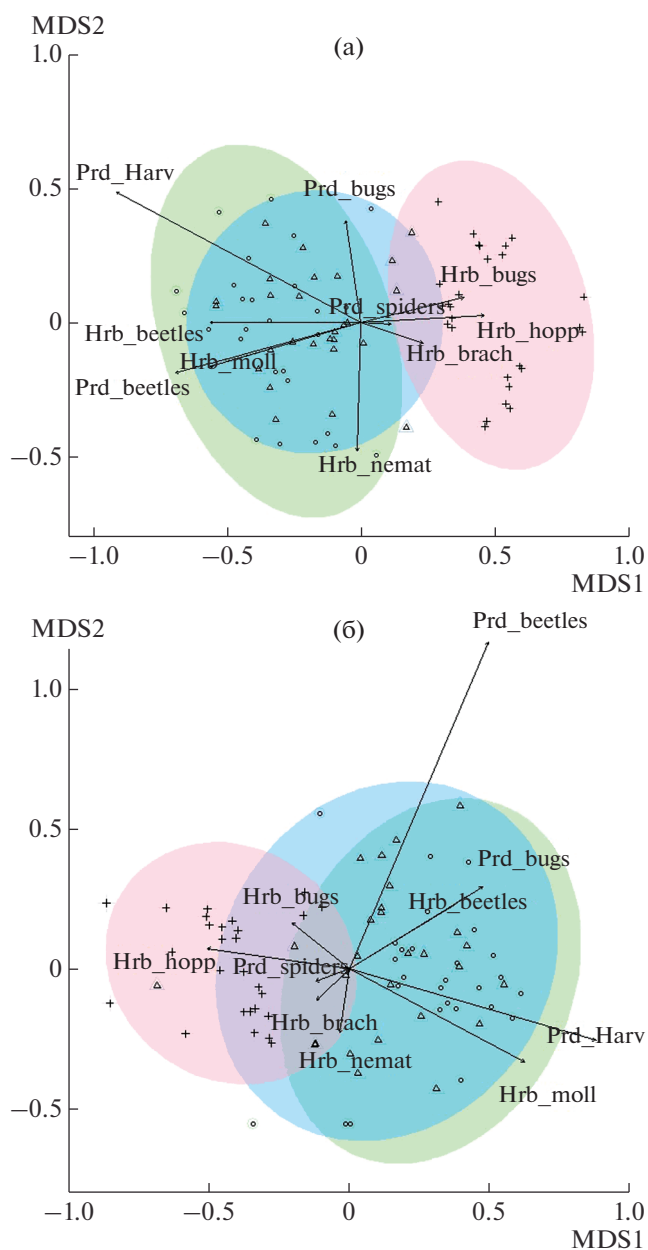 MDS2
(а)
1.0
0.5
Prd_Harv
Prd_bugs
Hrb_bugs
Prd_spiders
0
Hrb_beetles
Hrb_hopp
Hrb_moll
Hrb_brach
Prd_beetles
−0.5
Hrb_nemat
−1.0
−0.5
0
0.5
1.0
MDS1
MDS2
(б)
Prd_beetles
1.0
0.5
Prd_bugs
Hrb_bugs
Hrb_beetles
0
Hrb_hopp
Prd_spiders
Hrb_brach
Prd_Harv
Hrb_nemat
Hrb_moll
−0.5
−1.0
−0.5
0
0.5
1.0
MDS1